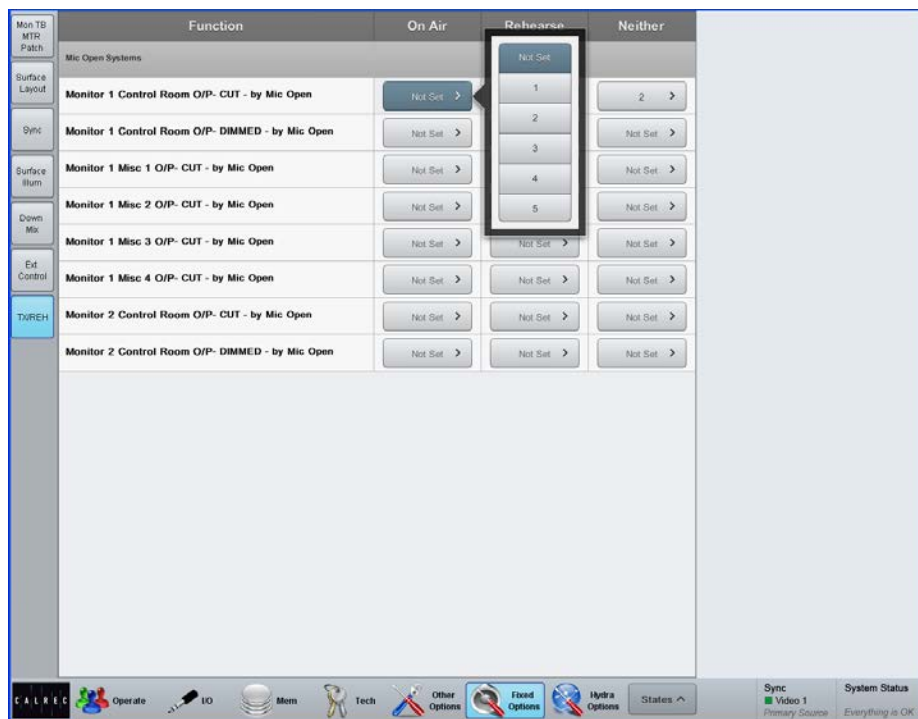 Mon TB
MTR
Patch
Surface
Layout
Sync
Surface
Illum
Down
Mix
Ext
Control
TX/REH
Function On Air Rehearse Neither
Mic Open Systems
Not Set
1
2
3
4
5
Monitor 1 Control Room O/P- CUT - by Mic Open Not Set > 2 >
Monitor 1 Control Room O/P- DIMMED - by Mic Open Not Set > Not Set >
Monitor 1 Misc 1 O/P- CUT - by Mic Open Not Set > Not Set >
Monitor 1 Misc 2 O/P- CUT - by Mic Open Not Set > Not Set >
Monitor 1 Misc 3 O/P- CUT - by Mic Open Not Set > Not Set > Not Set >
Monitor 1 Misc 4 O/P- CUT - by Mic Open Not Set > Not Set > Not Set >
Monitor 2 Control Room O/P- CUT - by Mic Open Not Set > Not Set > Not Set >
Monitor 2 Control Room O/P- DIMMED - by Mic Open Not Set > Not Set > Not Set >
CALREC
Operate
I/O
Mem
Tech
Other
Options
Fixed
Options
Hydra
Options
States ^
Sync
Video 1
Primary Source
System Status
Everything is OK